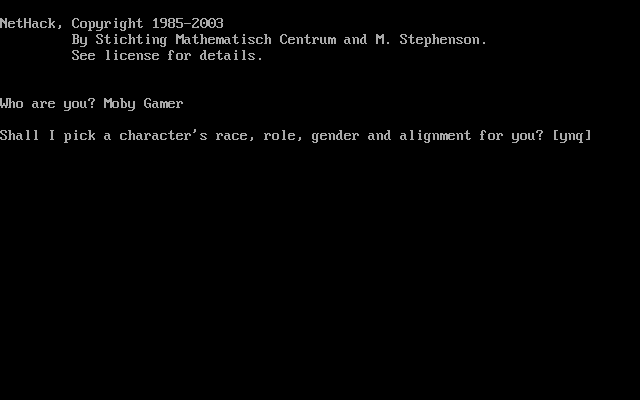 NetHack, Copyright 1985-2003
By Stichting Mathematisch Centrum and M. Stephenson.
See license for details.
Who are you? Moby Gamer
Shall I pick a character's race, role, gender and alignment for you? [ynq]